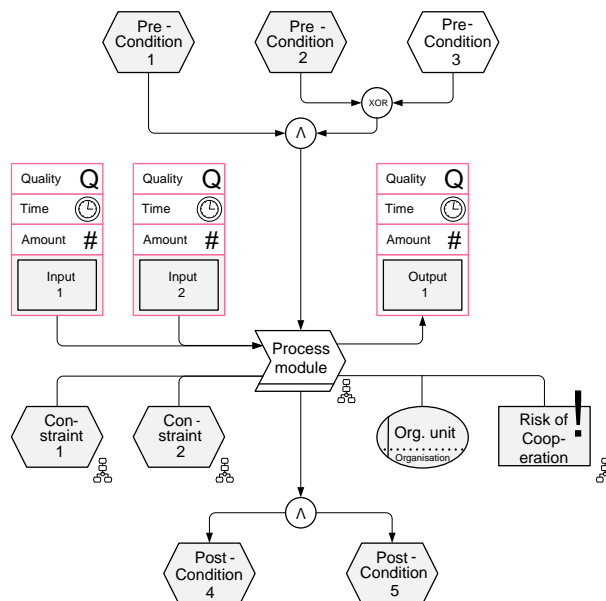 Pre -
Condition
1
Pre -
Condition
2
Pre-
Condition
3
XOR
Λ
Quality Q
Time
Amount #
Input
1
Quality Q
Time
Amount #
Input
2
Quality Q
Time
Amount #
Output
1
Process
module
Con-
straint
1
Con -
straint
2
Org. unit
Organisation
Risk of
Coop-
eration
!
Λ
Post -
Condition
4
Post -
Condition
5